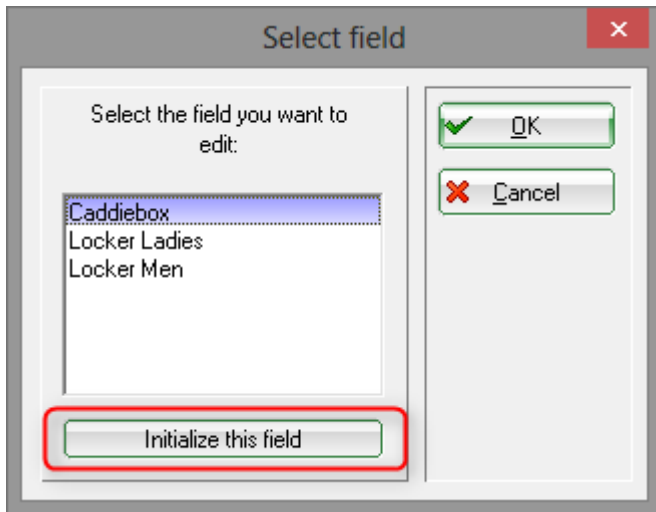 Select field
Select the field you want to
edit:
Caddiebox
Locker Ladies
Locker Men
Initialize this field
OK
Cancel